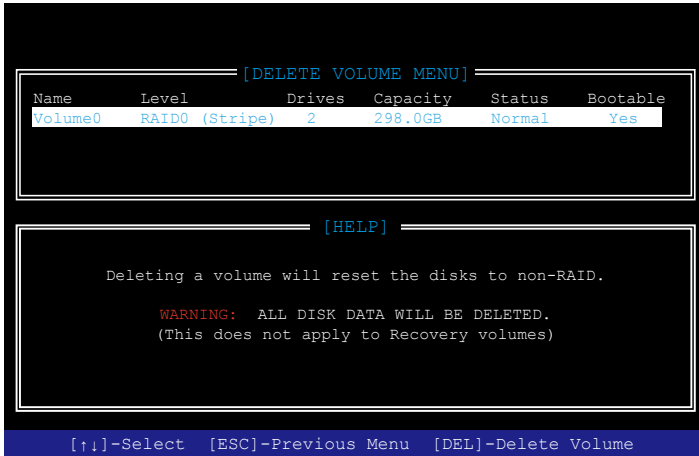 [DELETE VOLUME MENU]
Name Level Drives Capacity Status Bootable
Volume0 RAID0 (Stripe) 2 298.0GB Normal Yes
[HELP]
Deleting a volume will reset the disks to non-RAID.
WARNING: ALL DISK DATA WILL BE DELETED.
(This does not apply to Recovery volumes)
[↑↓]-Select [ESC]-Previous Menu [DEL]-Delete Volume